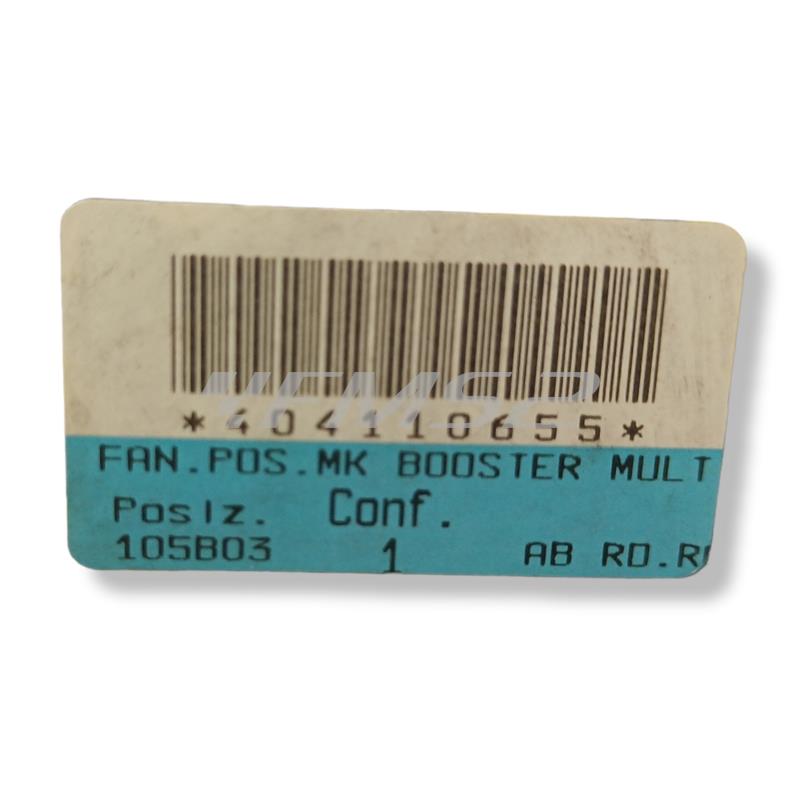 *404110655*
FAN.POS.MK BOOSTER MULT
Posiz. Conf.
105B03 1 AB RD.R